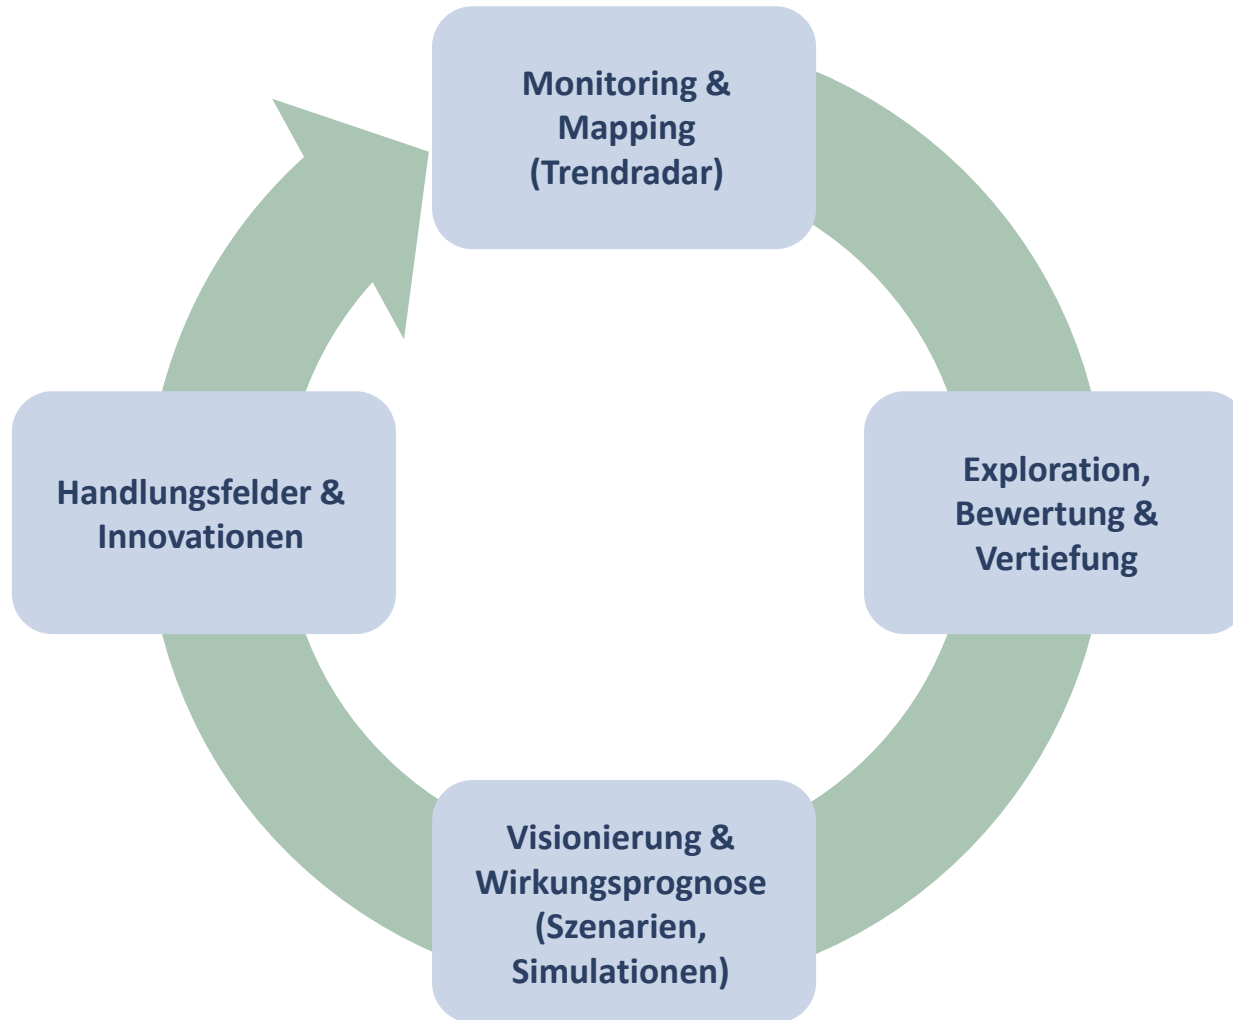 Monitoring &
Mapping
(Trendradar)
Exploration,
Bewertung &
Vertiefung
Visionierung &
Wirkungsprognose
(Szenarien,
Simulationen)
Handlungsfelder &
Innovationen